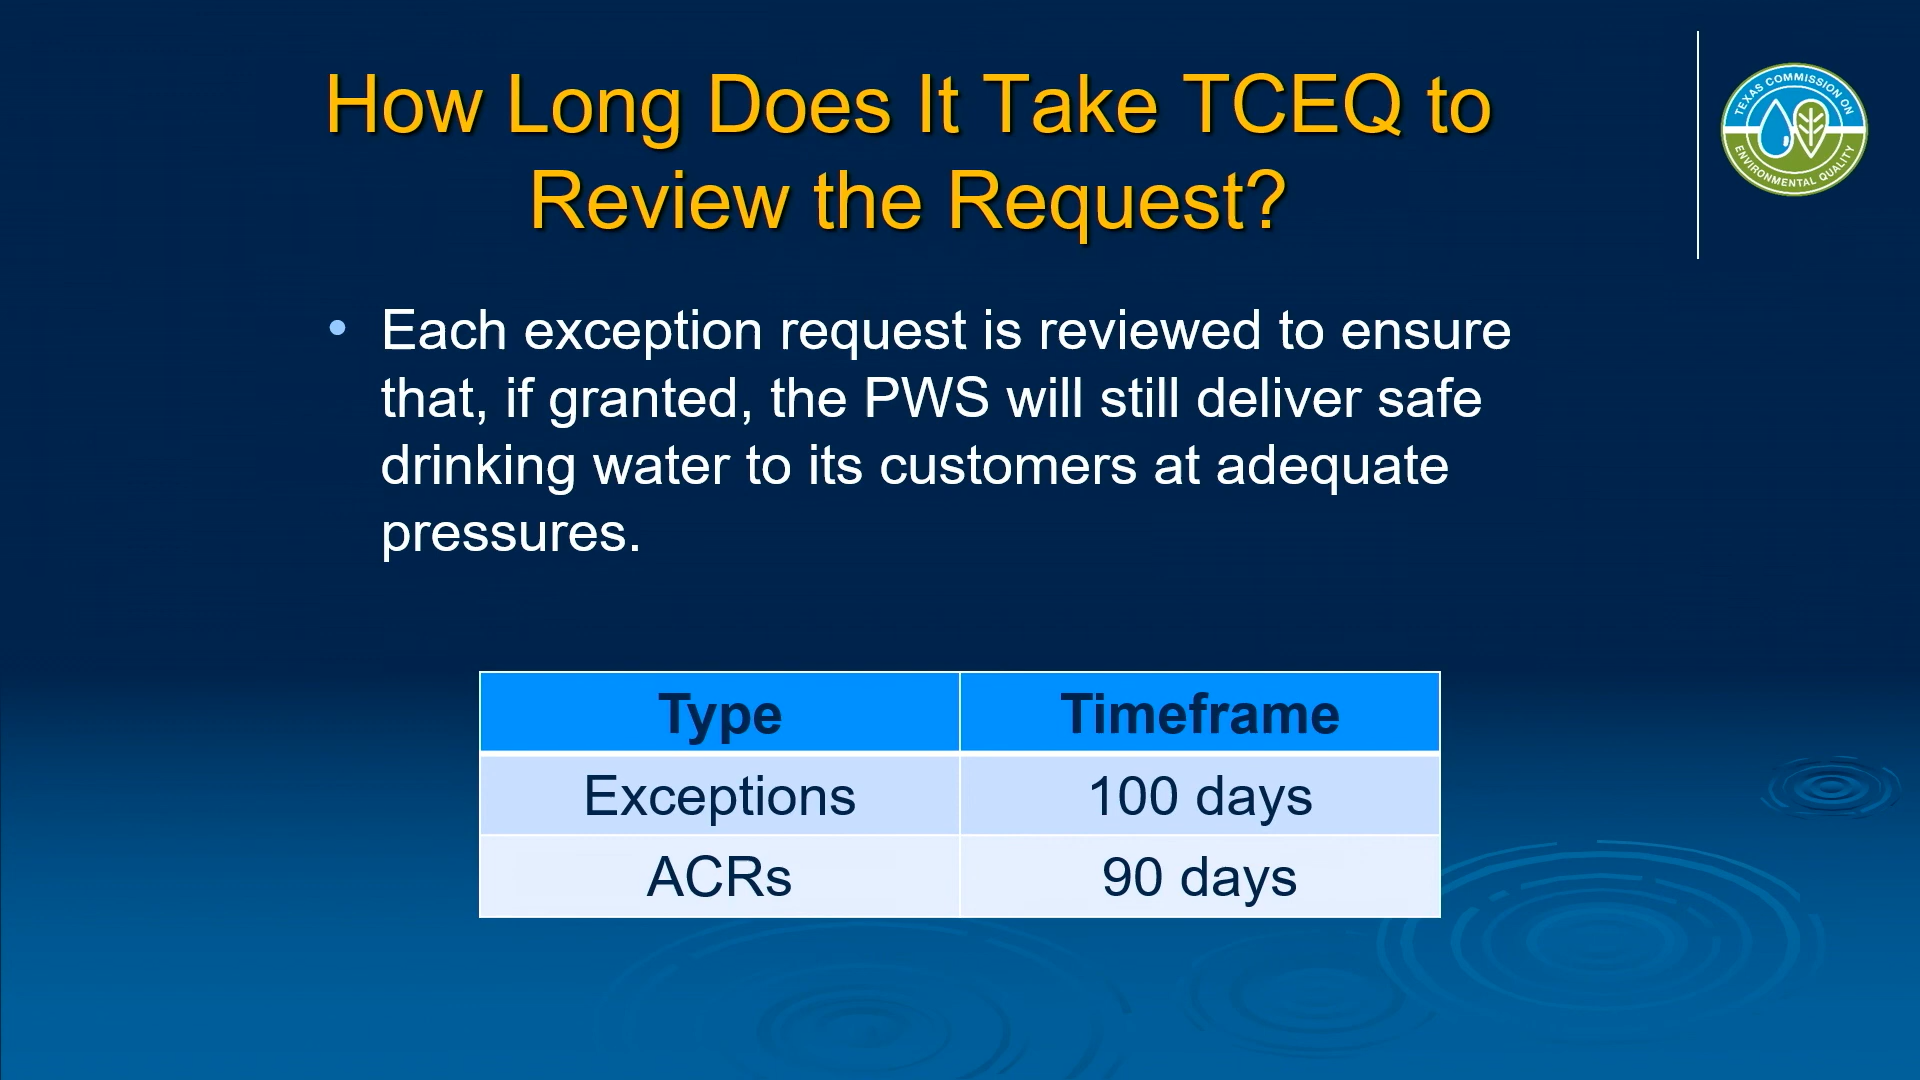 How Long Does It Take TCEQ to
Review the Request?
TEXAS COMMISSION ON
ENVIRONMENTAL QUALITY
• Each exception request is reviewed to ensure
that, if granted, the PWS will still deliver safe
drinking water to its customers at adequate
pressures.
Type Timeframe
Exceptions 100 days
ACRs 90 days